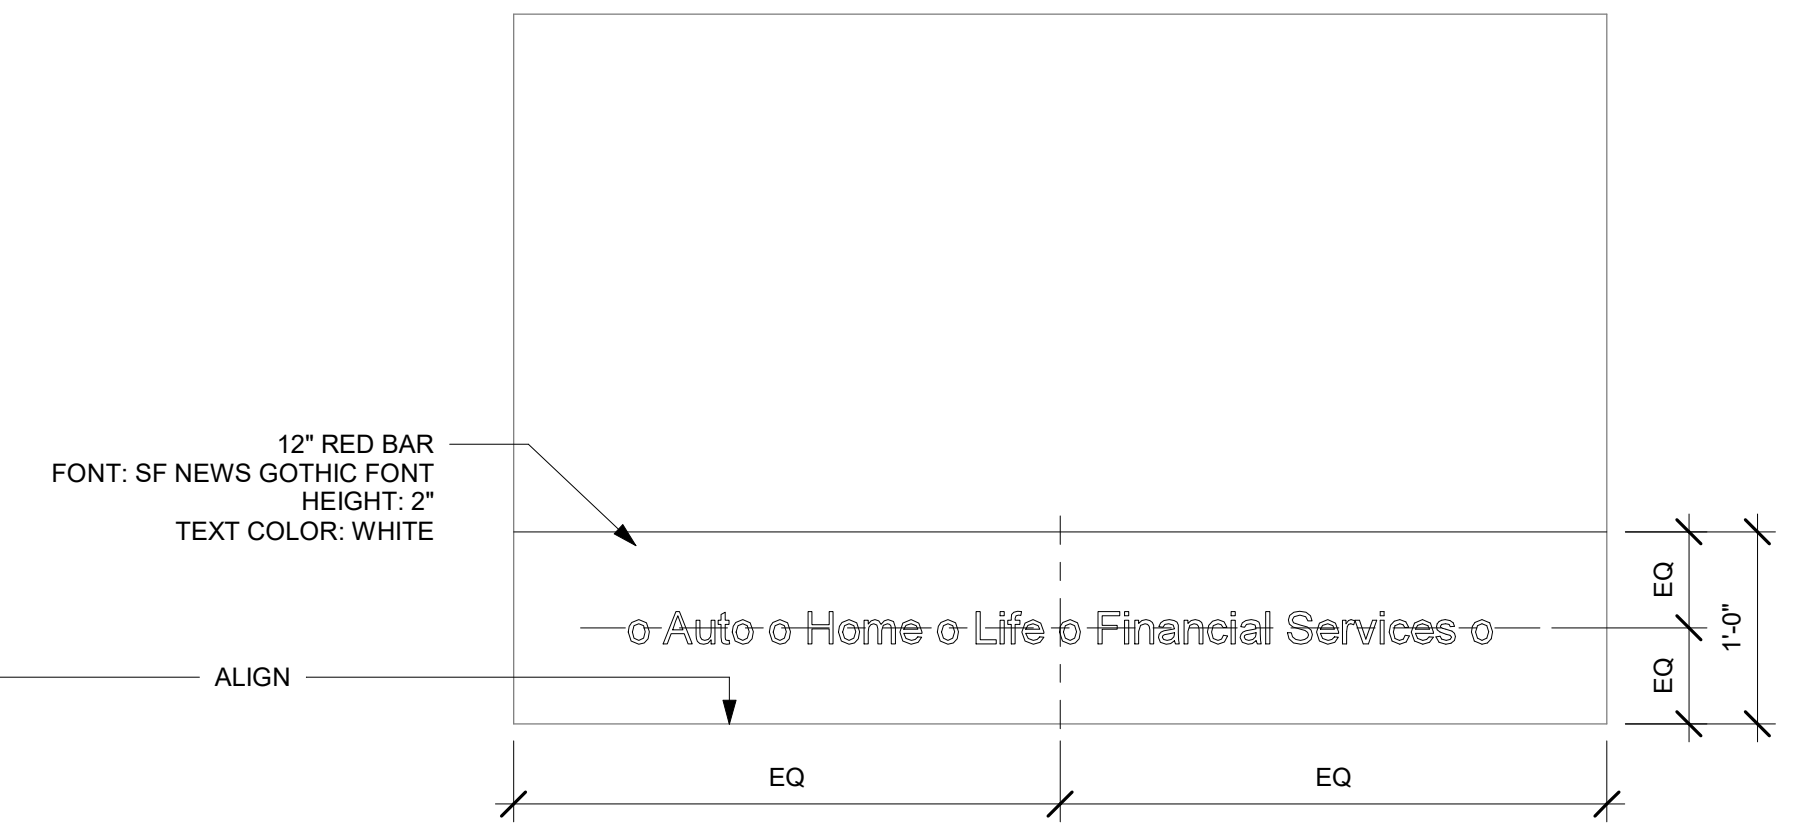 12" RED BAR
FONT: SF NEWS GOTHIC FONT
HEIGHT: 2"
TEXT COLOR: WHITE
o Auto o Home o Life o Financial Services o
ALIGN
EQ
EQ
1'-0"
EQ
EQ